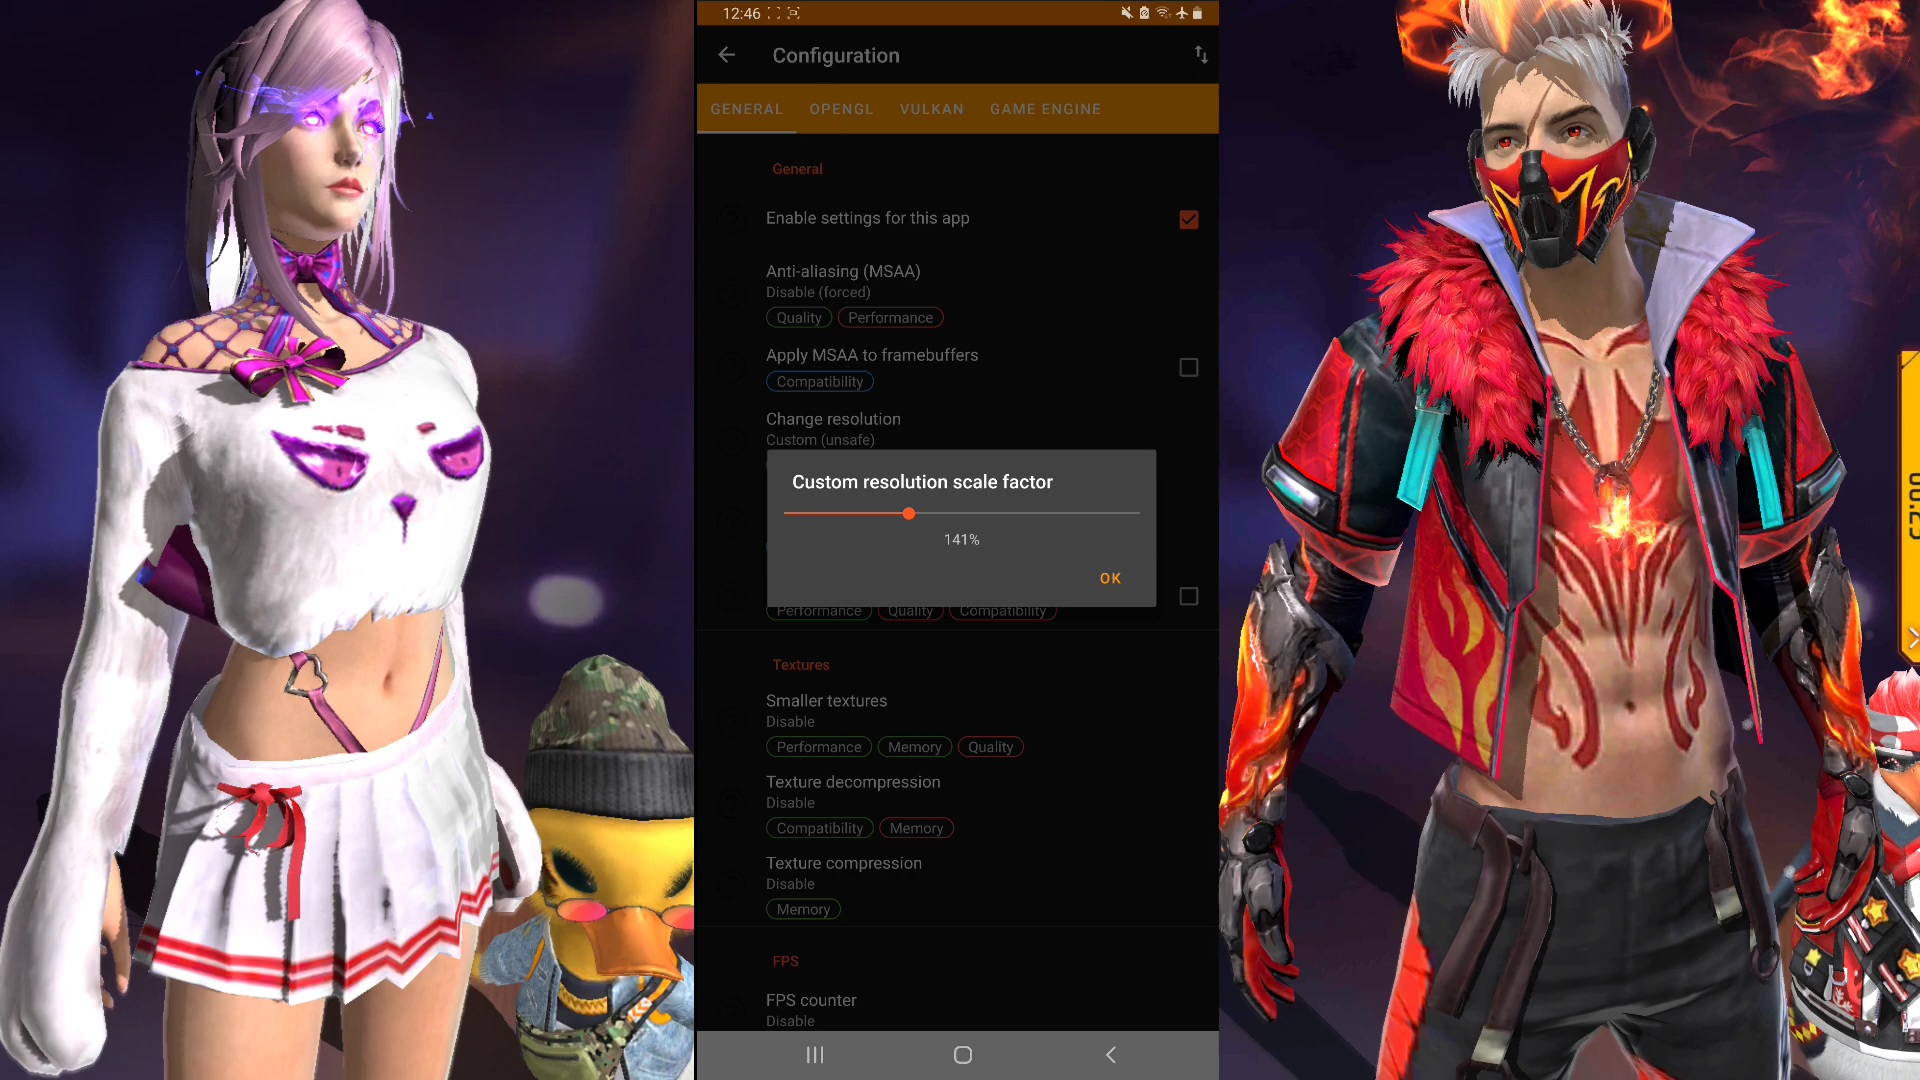 12:46
Configuration
GENERAL OPENGL VULKAN GAME ENGINE
General
Enable settings for this app
Anti-aliasing (MSAA)
Disable (forced)
Quality Performance
Apply MSAA to framebuffers
Compatibility
Change resolution
Custom (unsafe)
Custom resolution scale factor
141%
OK
Performance Quality Compatibility
Textures
Smaller textures
Disable
Performance Memory Quality
Texture decompression
Disable
Compatibility Memory
Texture compression
Disable
Memory
FPS
FPS counter
Disable